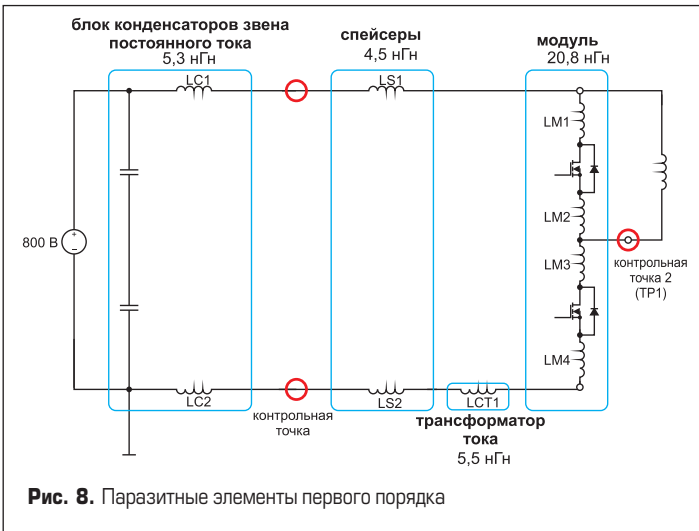 блок конденсаторов звена
постоянного тока
5,3 нГн
спейсеры
4,5 нГн
модуль
20,8 нГн
LC1
LS1
LM1
LM2
800 В
+
–
LM3
контрольная
точка 2
(TP1)
LM4
LC2
контрольная
точка
LS2
LCT1
трансформатор
тока
5,5 нГн
Рис. 8. Паразитные элементы первого порядка